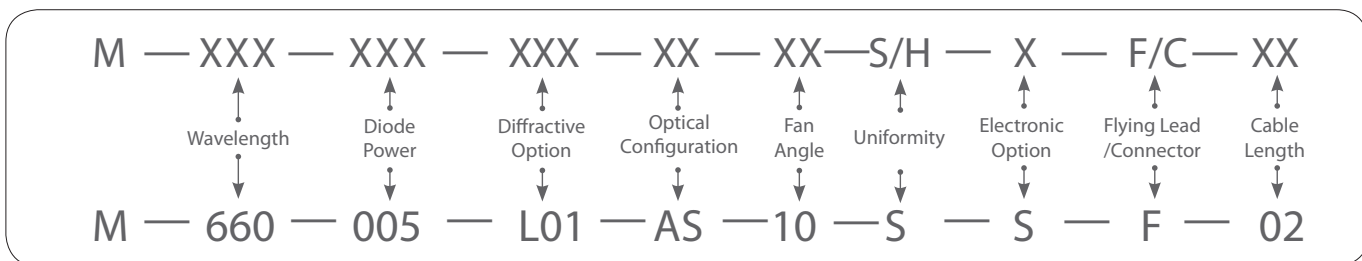 M — XXX — XXX — XXX — XX — XX—S/H — X — F/C— XX
Wavelength Diode Power Diffractive Option Optical Configuration Fan Angle Uniformity Electronic Option Flying Lead /Connector Cable Length
M — 660 — 005 — L01 — AS — 10 — S — S — F — 02